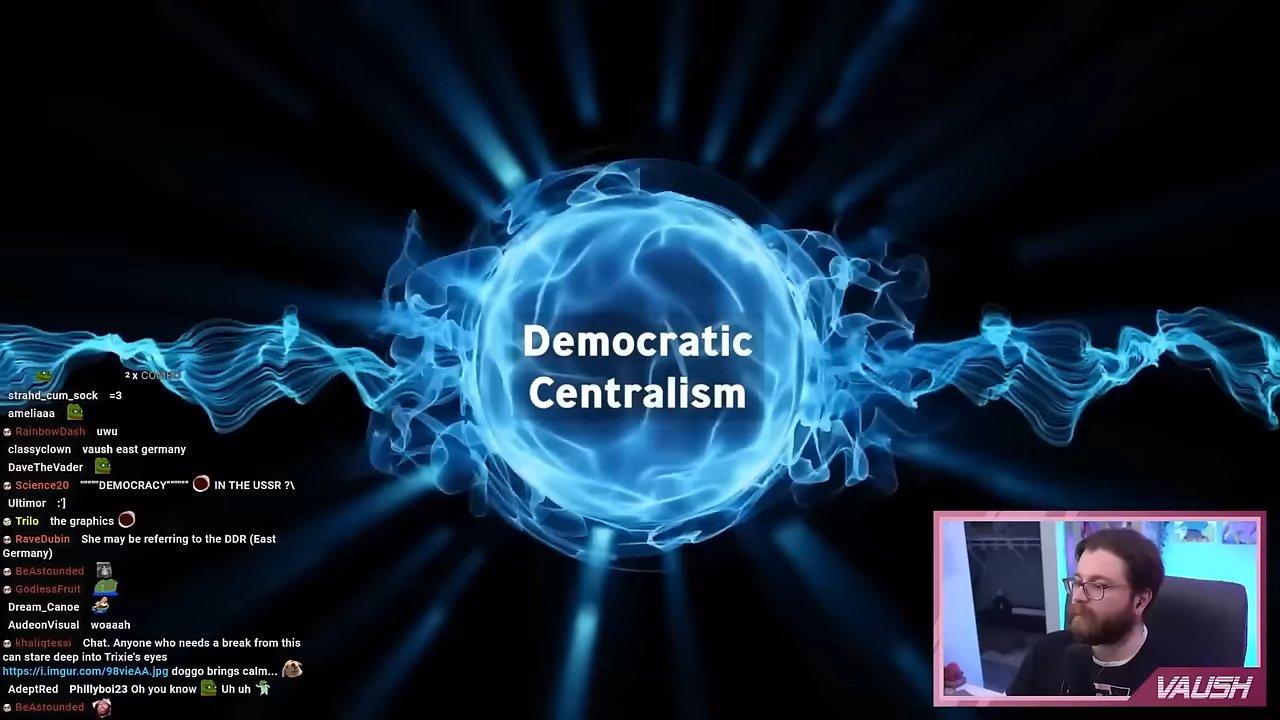 Democratic
Centralism
2 x COMBO
strahd_cum_sock =3
ameliaaa
RainbowDash uwu
classyclown vaush east germany
DaveTheVader
Science20 """""DEMOCRACY"""""" IN THE USSR ?\
Ultimor :']
Trilo the graphics
RaveDubin She may be referring to the DDR (East
Germany)
BeAstounded
GodlessFruit
Dream_Canoe
AudeonVisual woaaah
khaliqtessi Chat. Anyone who needs a break from this
can stare deep into Trixie's eyes
https://i.imgur.com/98vieAA.jpg doggo brings calm...
AdeptRed Phillyboi23 Oh you know Uh uh
BeAstounded
VAUSH